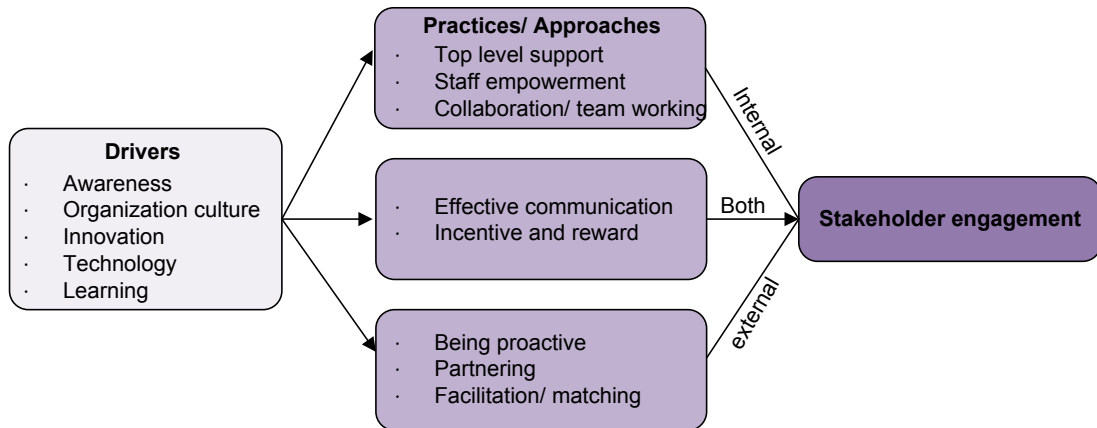 Drivers
· Awareness
· Organization culture
· Innovation
· Technology
· Learning
Practices/ Approaches
· Top level support
· Staff empowerment
· Collaboration/ team working
· Effective communication
· Incentive and reward
· Being proactive
· Partnering
· Facilitation/ matching
Internal
Both
external
Stakeholder engagement